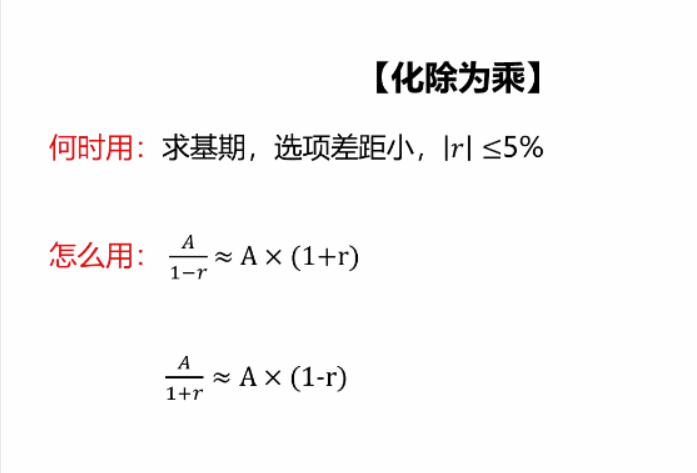 【化除为乘】
何时用：求基期，选项差距小，|r| ≤5%
怎么用： A/1−r ≈ A × (1+r)
A/1+r ≈ A × (1-r)